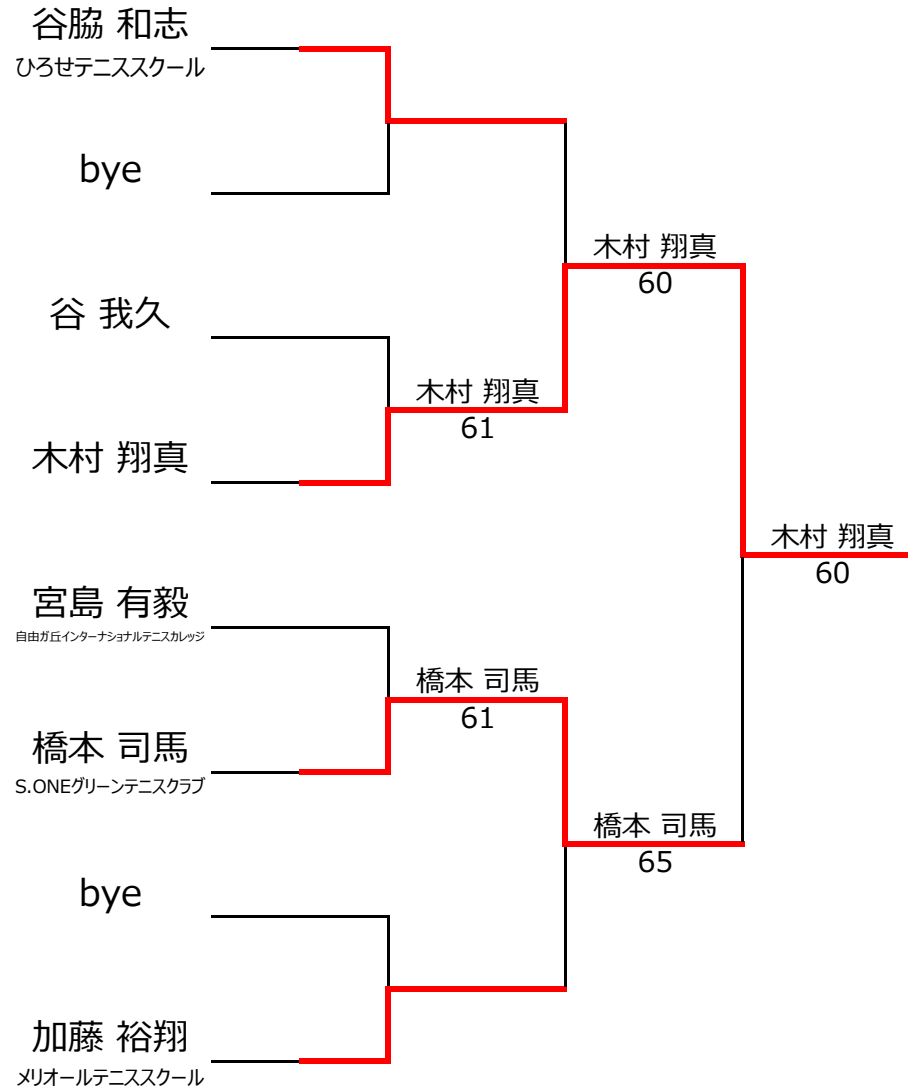 谷脇 和志
ひろせテニススクール
bye
谷 我久
木村 翔真
宮島 有毅
自由ガ丘インターナショナルテニスカレッジ
橋本 司馬
S.ONEグリーンテニスクラブ
bye
加藤 裕翔
メリオールテニススクール
木村 翔真
61
橋本 司馬
61
木村 翔真
60
橋本 司馬
65
木村 翔真
60